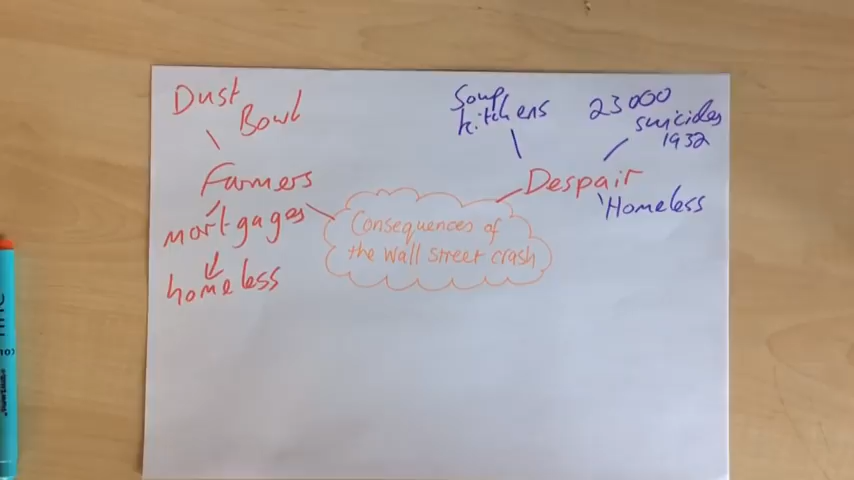 Dust
Bowl
Farmers
mortgages
homeless
Soup
kitchens
23000
suicides
1932
Despair
Homeless
Consequences of
the Wall Street crash